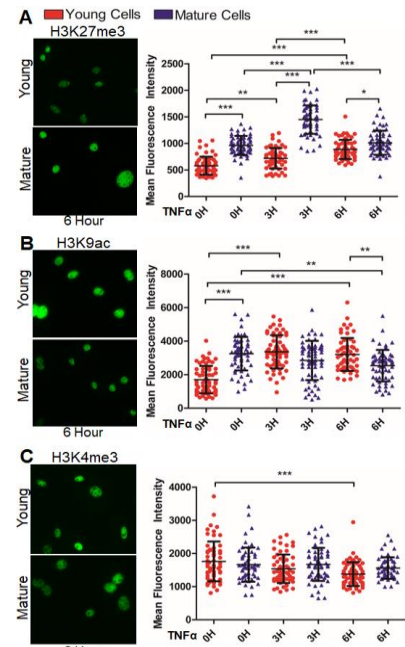 Young Cells Mature Cells
A
H3K27me3
Young
Mature
6 Hour
Mean Fluorescence Intensity
2500
2000
1500
1000
500
0
***
***
***
***
***
**
***
*
TNFα 0H 0H 3H 3H 6H 6H
B
H3K9ac
Young
Mature
6 Hour
Mean Fluorescence Intensity
8000
6000
4000
2000
0
***
**
**
***
***
TNFα 0H 0H 3H 3H 6H 6H
C
H3K4me3
Young
Mature
Mean Fluorescence Intensity
4000
3000
2000
1000
0
***
TNFα 0H 0H 3H 3H 6H 6H